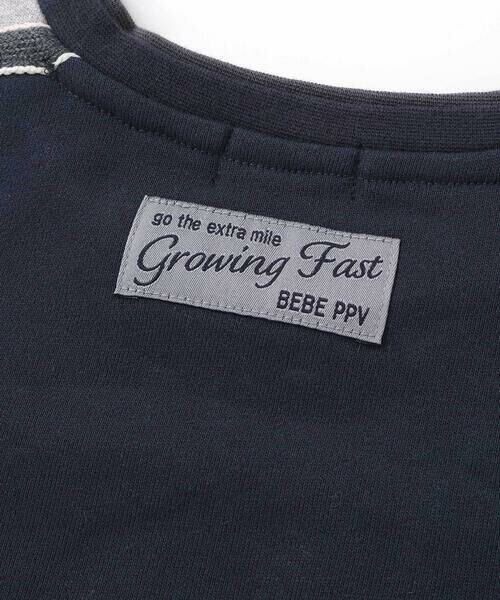 go the extra mile
Growing Fast
BEBE PPV